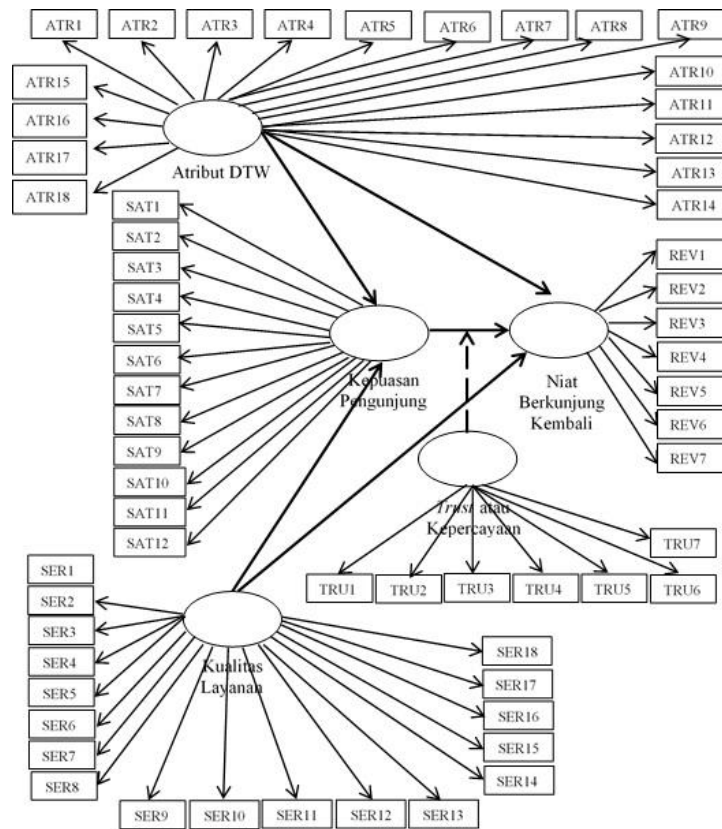 ATR1
ATR2
ATR3
ATR4
ATR5
ATR6
ATR7
ATR8
ATR9
ATR10
ATR11
ATR12
ATR13
ATR14
ATR15
ATR16
ATR17
ATR18
Atribut DTW
SAT1
SAT2
SAT3
SAT4
SAT5
SAT6
SAT7
SAT8
SAT9
SAT10
SAT11
SAT12
Kepuasan
Pengunjung
REV1
REV2
REV3
REV4
REV5
REV6
REV7
Niat
Berkunjung
Kembali
Trust atau
Kepercayaan
TRU1
TRU2
TRU3
TRU4
TRU5
TRU6
TRU7
SER1
SER2
SER3
SER4
SER5
SER6
SER7
SER8
Kualitas
Layanan
SER9
SER10
SER11
SER12
SER13
SER18
SER17
SER16
SER15
SER14